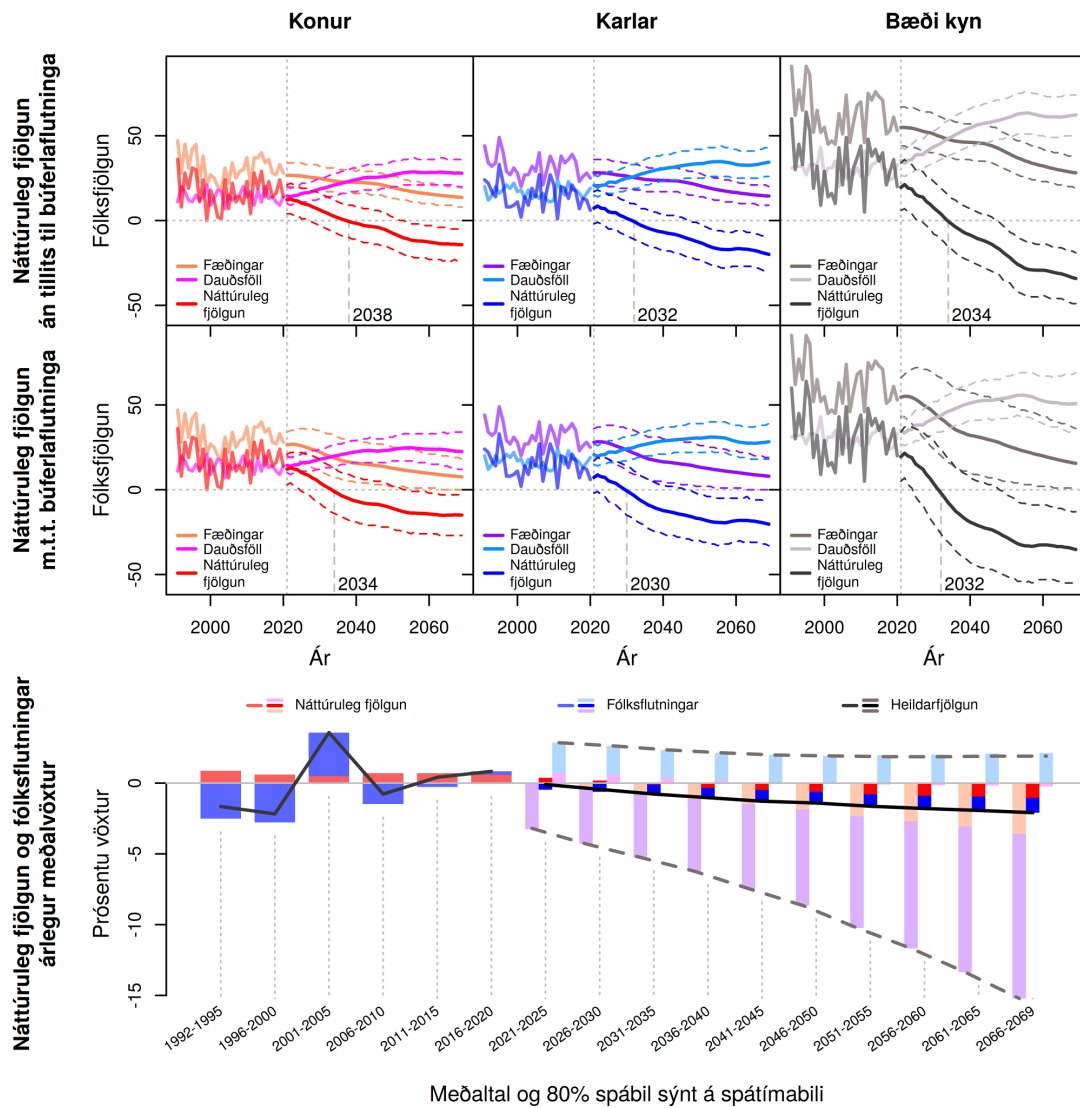 Konur
Karlar
Bæði kyn
Náttúruleg fjölgun
án tillits til búferlaflutninga
Fólksfjölgun
50
0
-50
Fæðingar
Dauðsföll
Náttúruleg
fjölgun
2038
Fæðingar
Dauðsföll
Náttúruleg
fjölgun
2032
Fæðingar
Dauðsföll
Náttúruleg
fjölgun
2034
Náttúruleg fjölgun
m.t.t. búferlaflutninga
Fólksfjölgun
50
0
-50
Fæðingar
Dauðsföll
Náttúruleg
fjölgun
2034
Fæðingar
Dauðsföll
Náttúruleg
fjölgun
2030
Fæðingar
Dauðsföll
Náttúruleg
fjölgun
2032
2000 2020 2040 2060
2000 2020 2040 2060
2000 2020 2040 2060
Ár
Ár
Ár
Náttúruleg fjölgun og fólksflutningar
árlegur meðalvöxtur
Prósentu vöxtur
Náttúruleg fjölgun
Fólksflutningar
Heildarfjölgun
0
-5
-10
-15
1992-1995
1996-2000
2001-2005
2006-2010
2011-2015
2016-2020
2021-2025
2026-2030
2031-2035
2036-2040
2041-2045
2046-2050
2051-2055
2056-2060
2061-2065
2066-2069
Meðaltal og 80% spábil sýnt á spátímabili